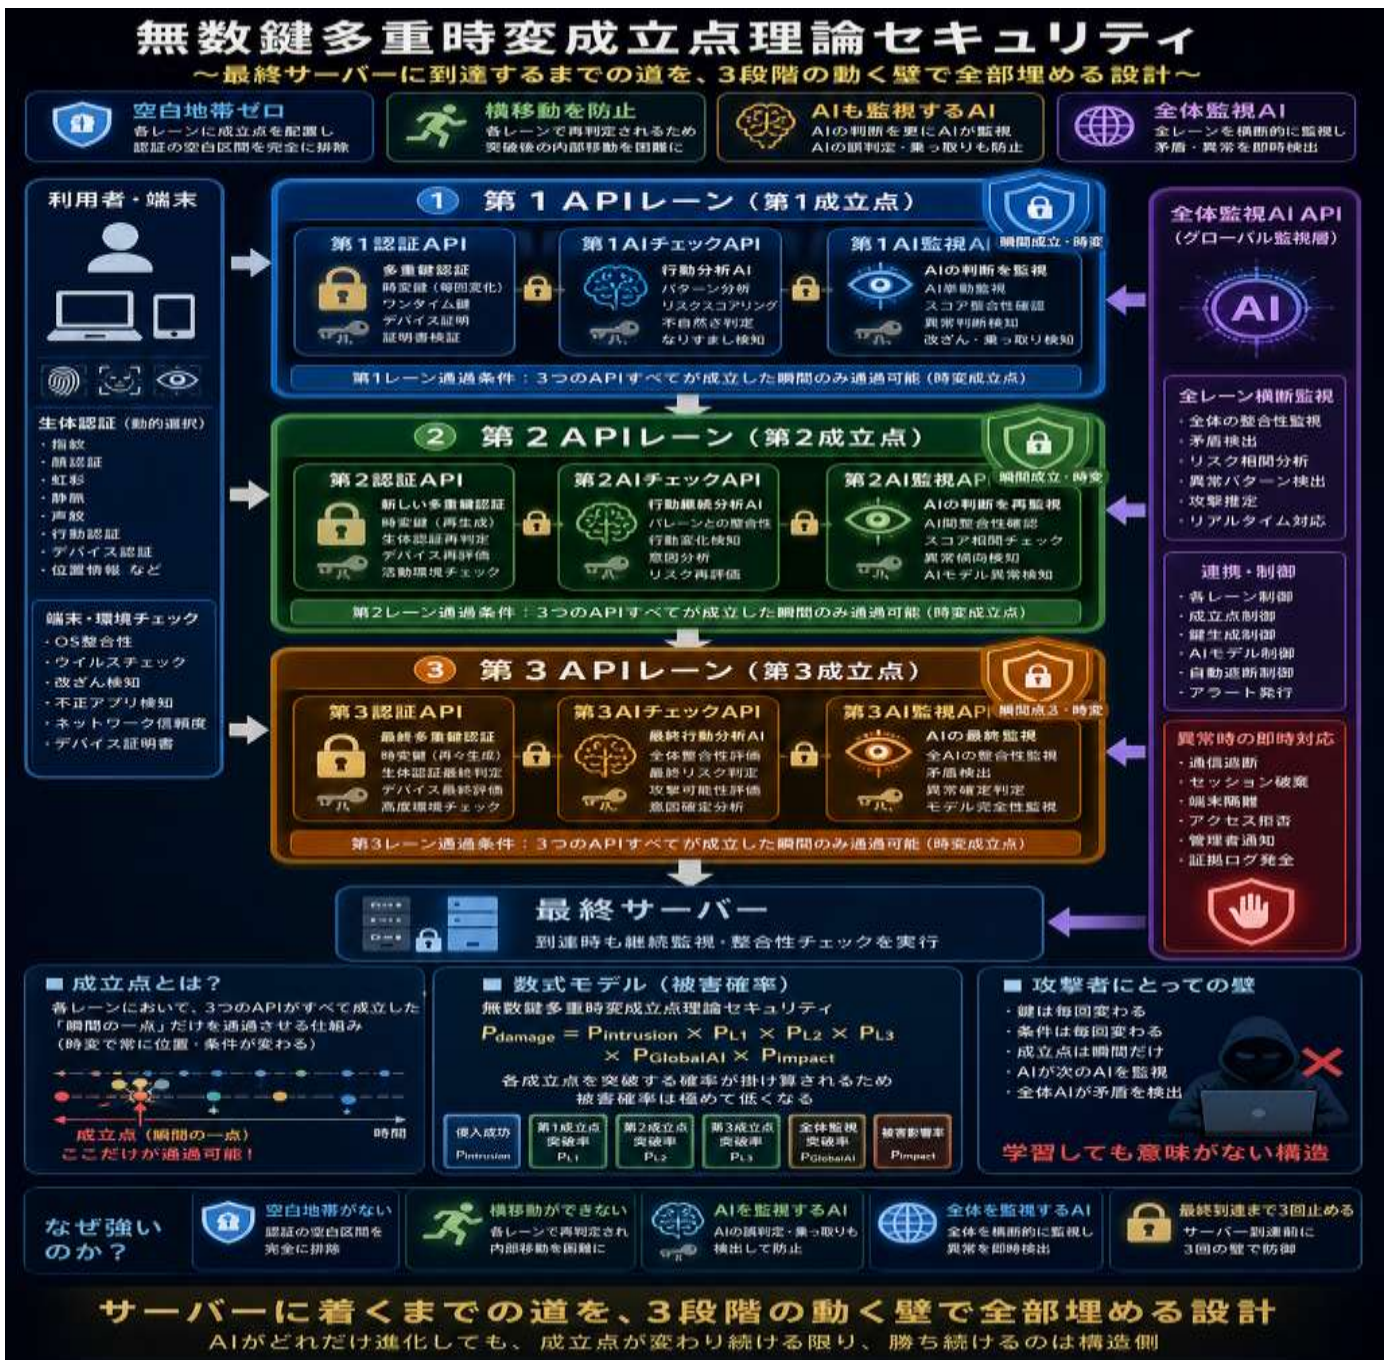 無数鍵多重時変成立点理論セキュリティ
～最終サーバーに到達するまでの道を、3段階の動く壁で全部埋める設計～
空白地帯ゼロ
各レーンに成立点を配置し
認証の空白区間を完全に排除
横移動を防止
各レーンで再判定されるため
突破後の内部移動を困難に
AIも監視するAI
AIの判断を更にAIが監視
AIの誤判定・乗っ取りも防止
全体監視AI
全レーンを横断的に監視し
矛盾・異常を即時検出
利用者・端末
生体認証（動的選択）
・指紋
・顔認証
・虹彩
・静脈
・声紋
・行動認証
・デバイス認証
・位置情報 など
端末・環境チェック
・OS整合性
・ウイルスチェック
・改ざん検知
・不正アプリ検知
・ネットワーク信頼度
・デバイス証明書
1 第1APIレーン（第1成立点）
瞬間成立・時変
第1認証API
多重鍵認証
時変鍵（毎回変化）
ワンタイム鍵
デバイス証明
証明書検証
第1AIチェックAPI
行動分析AI
パターン分析
リスクスコアリング
不自然さ判定
なりすまし検知
第1AI監視AI
AIの判断を監視
AI挙動監視
スコア整合性確認
異常判断検知
改ざん・乗っ取り検知
第1レーン通過条件：3つのAPIすべてが成立した瞬間のみ通過可能（時変成立点）
2 第2APIレーン（第2成立点）
瞬間成立・時変
第2認証API
新しい多重鍵認証
時変鍵（再生成）
生体認証再判定
デバイス再評価
活動環境チェック
第2AIチェックAPI
行動継続分析AI
パレーンとの整合性
行動変化検知
意図分析
リスク再評価
第2AI監視AP
AIの判断を再監視
AI間整合性確認
スコア相関チェック
異常傾向検知
AIモデル異常検知
第2レーン通過条件：3つのAPIすべてが成立した瞬間のみ通過可能（時変成立点）
3 第3APIレーン（第3成立点）
瞬間点3・時変
第3認証API
最終多重鍵認証
時変鍵（再々生成）
生体認証最終判定
デバイス最終評価
高度環境チェック
第3AIチェックAPI
最終行動分析AI
全体整合性評価
最終リスク判定
攻撃可能性評価
意図確定分析
第3AI監視AP
AIの最終監視
全AIの整合性監視
矛盾検出
異常確定判定
モデル完全性監視
第3レーン通過条件：3つのAPIすべてが成立した瞬間のみ通過可能（時変成立点）
全体監視AI API
（グローバル監視層）
AI
全レーン横断監視
・全体の整合性監視
・矛盾検出
・リスク相関分析
・異常パターン検出
・攻撃推定
・リアルタイム対応
連携・制御
・各レーン制御
・成立点制御
・鍵生成制御
・AIモデル制御
・自動遮断制御
・アラート発行
異常時の即時対応
・通信遮断
・セッション破棄
・端末隔離
・アクセス拒否
・管理者通知
・証拠ログ発全
最終サーバー
到達時も継続監視・整合性チェックを実行
■ 成立点とは？
各レーンにおいて、3つのAPIがすべて成立した
「瞬間の一点」だけを通過させる仕組み
（時変で常に位置・条件が変わる）
成立点（瞬間の一点）
時間
ここだけが通過可能！
■ 数式モデル（被害確率）
無数鍵多重時変成立点理論セキュリティ
Pdamage = Pintrusion × PL1 × PL2 × PL3
× PGlobalAI × Pimpact
各成立点を突破する確率が掛け算されるため
被害確率は極めて低くなる
侵入成功
Pintrusion
第1成立点
突破率
PL1
第2成立点
突破率
PL2
第3成立点
突破率
PL3
全体監視
突破率
PGlobalAI
被害影響率
Pimpact
■ 攻撃者にとっての壁
・鍵は毎回変わる
・条件は毎回変わる
・成立点は瞬間だけ
・AIが次のAIを監視
・全体AIが矛盾を検出
学習しても意味がない構造
なぜ強い
のか？
空白地帯がない
認証の空白区間を
完全に排除
横移動ができない
各レーンで再判定され
内部移動を困難に
AIを監視するAI
AIの誤判定・乗っ取りも
検出して防止
全体を監視するAI
全体を横断的に監視し
異常を即時検出
最終到達まで3回止める
サーバー到達前に
3回の壁で防御
サーバーに着くまでの道を、3段階の動く壁で全部埋める設計
AIがどれだけ進化しても、成立点が変わり続ける限り、勝ち続けるのは構造側